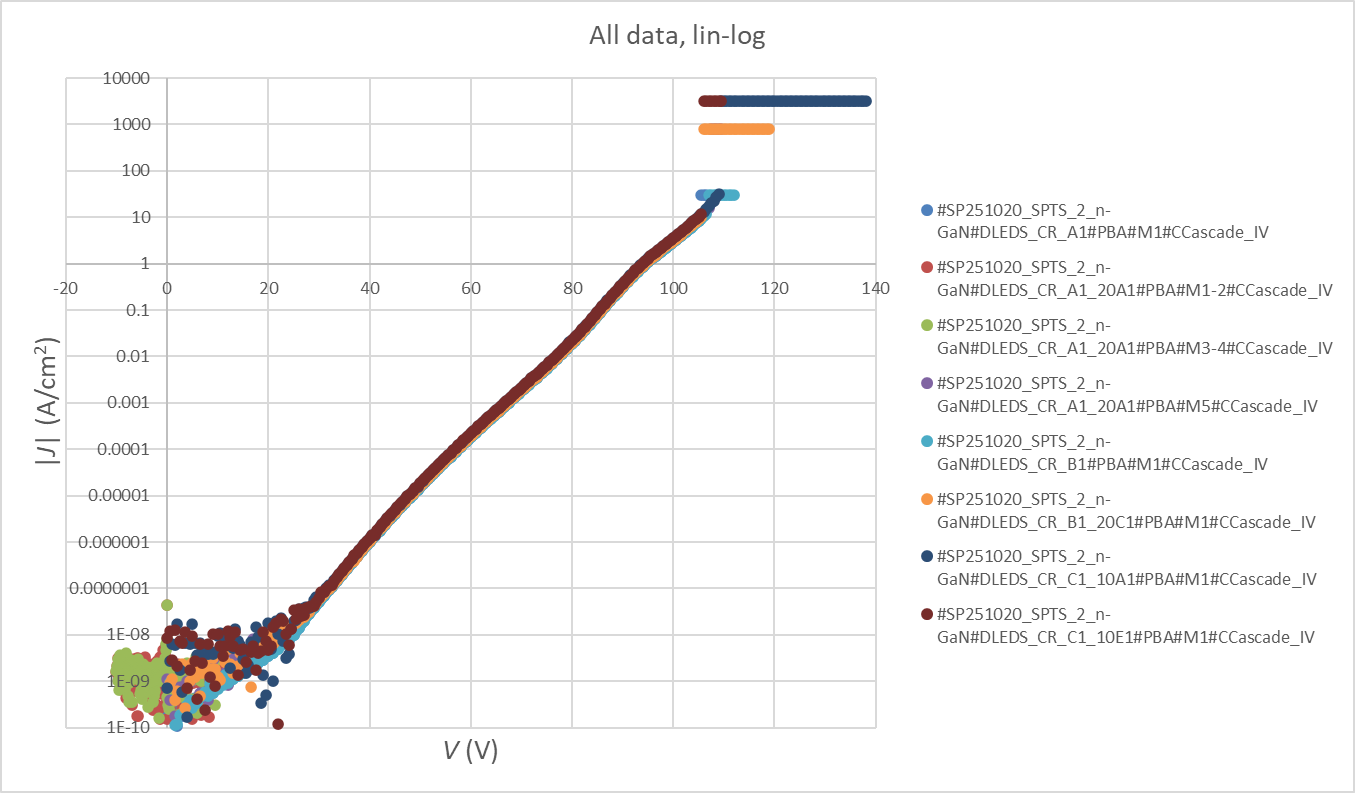 All data, lin-log
10000
1000
100
10
1
-20
0
20
40
60
80
100
120
140
0.1
0.01
0.001
0.0001
0.00001
0.000001
0.0000001
1E-08
1E-09
1E-10
|J| (A/cm2)
V (V)
#SP251020_SPTS_2_n-
GaN#DLEDS_CR_A1#PBA#M1#CCascade_IV
#SP251020_SPTS_2_n-
GaN#DLEDS_CR_A1_20A1#PBA#M1-2#CCascade_IV
#SP251020_SPTS_2_n-
GaN#DLEDS_CR_A1_20A1#PBA#M3-4#CCascade_IV
#SP251020_SPTS_2_n-
GaN#DLEDS_CR_A1_20A1#PBA#M5#CCascade_IV
#SP251020_SPTS_2_n-
GaN#DLEDS_CR_B1#PBA#M1#CCascade_IV
#SP251020_SPTS_2_n-
GaN#DLEDS_CR_B1_20C1#PBA#M1#CCascade_IV
#SP251020_SPTS_2_n-
GaN#DLEDS_CR_C1_10A1#PBA#M1#CCascade_IV
#SP251020_SPTS_2_n-
GaN#DLEDS_CR_C1_10E1#PBA#M1#CCascade_IV